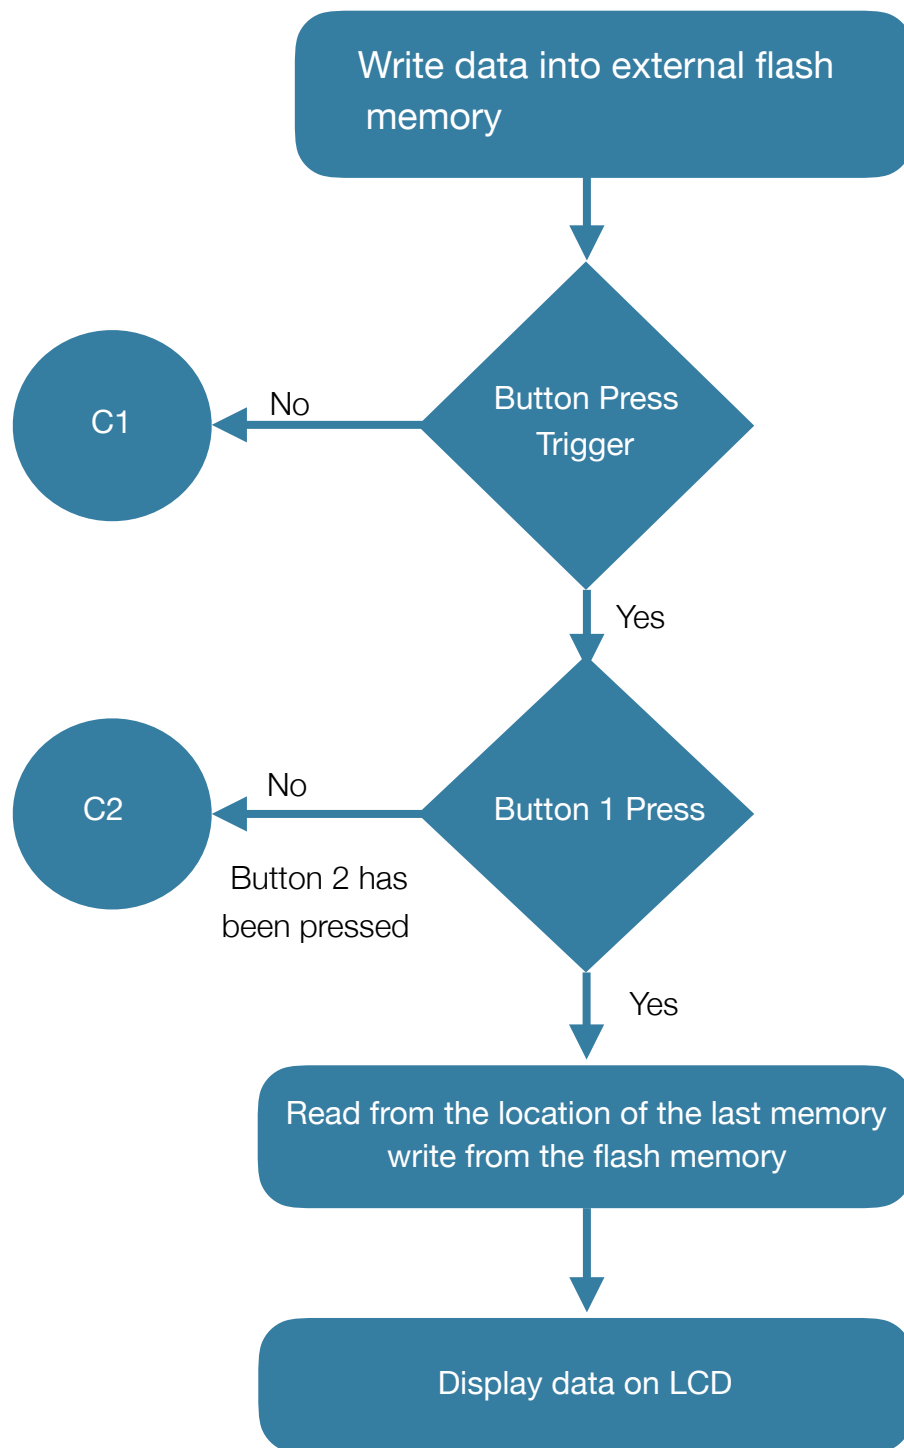 Write data into external flash
memory
Button Press
Trigger
No
C1
Yes
Button 1 Press
No
C2
Button 2 has
been pressed
Yes
Read from the location of the last memory
write from the flash memory
Display data on LCD